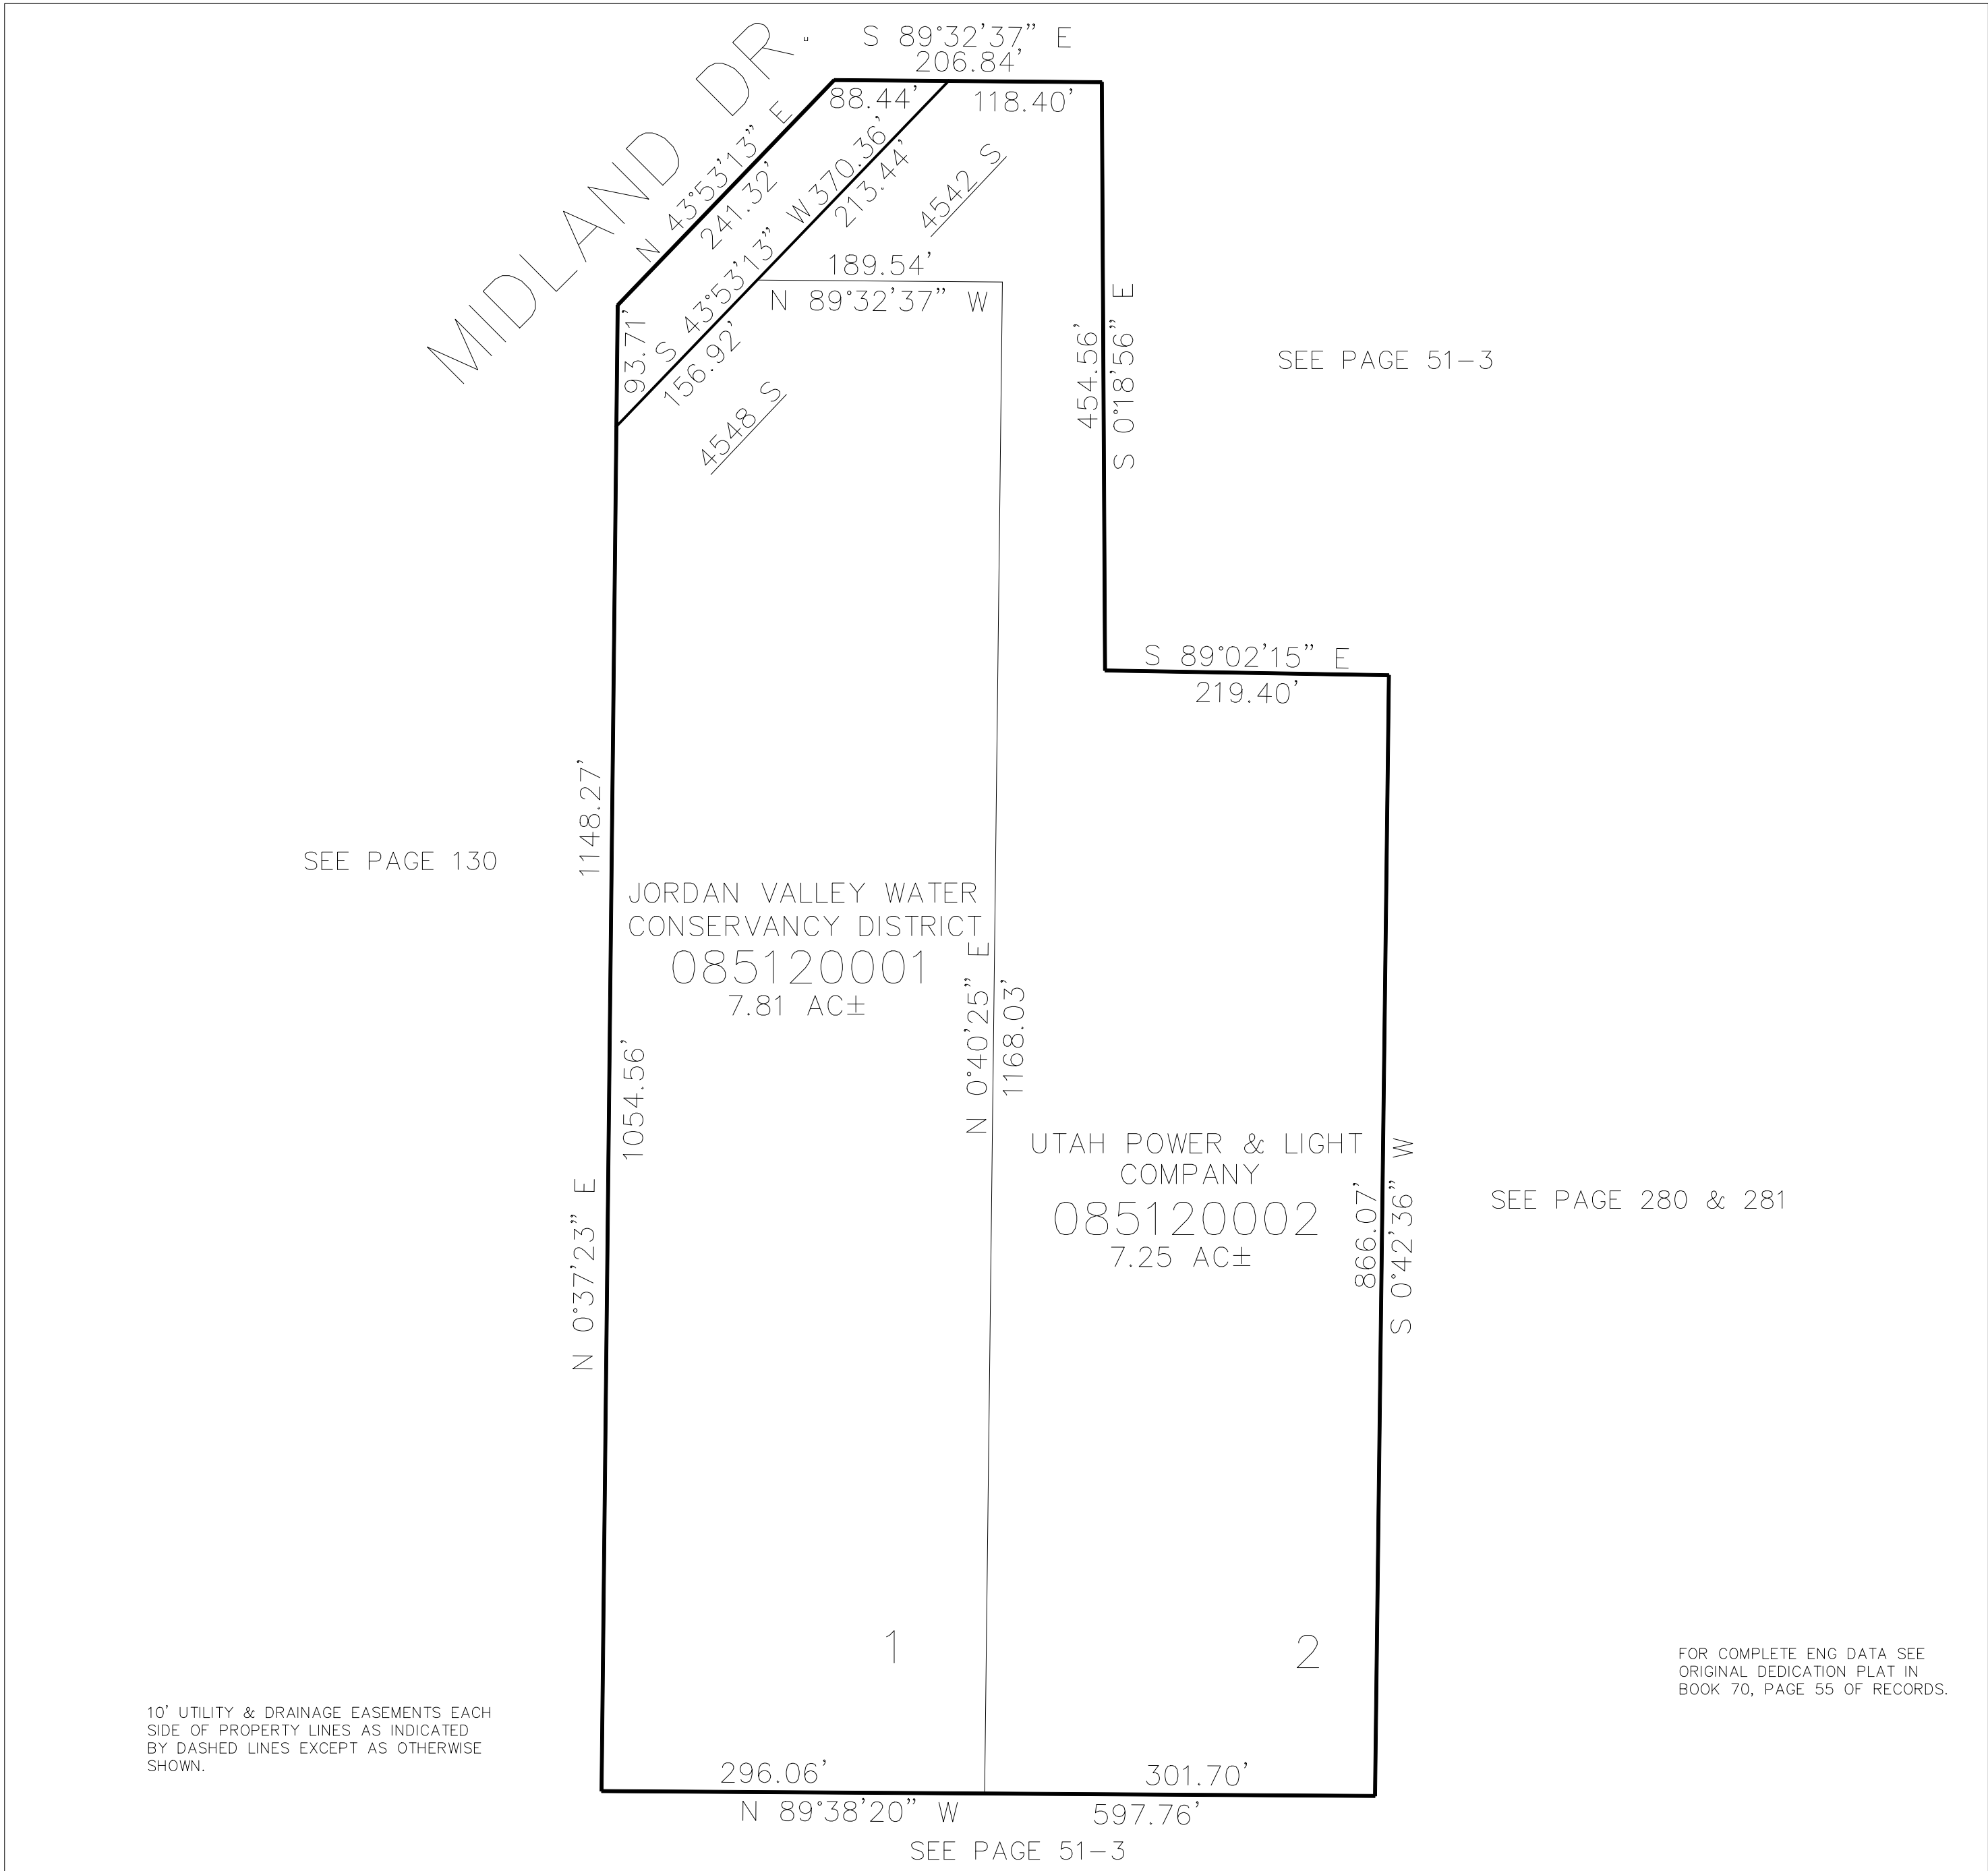 S 89°32'37" E
206.84'
MIDLAND DR.
88.44'
118.40'
N 43°53'13" E
241.32'
S 43°53'13" W 370.36'
213.44'
4542 S
189.54'
N 89°32'37" W
93.71'
156.92'
4548 S
454.56'
S 0°18'56" E
SEE PAGE 51-3
S 89°02'15" E
219.40'
1148.27'
SEE PAGE 130
JORDAN VALLEY WATER
CONSERVANCY DISTRICT
085120001
7.81 AC±
N 0°40'25" E
1168.03'
1054.56'
N 0°37'23" E
UTAH POWER & LIGHT
COMPANY
085120002
7.25 AC±
866.07'
S 0°42'36" W
SEE PAGE 280 & 281
1
2
FOR COMPLETE ENG DATA SEE
ORIGINAL DEDICATION PLAT IN
BOOK 70, PAGE 55 OF RECORDS.
10' UTILITY & DRAINAGE EASEMENTS EACH
SIDE OF PROPERTY LINES AS INDICATED
BY DASHED LINES EXCEPT AS OTHERWISE
SHOWN.
296.06'
301.70'
N 89°38'20" W
597.76'
SEE PAGE 51-3